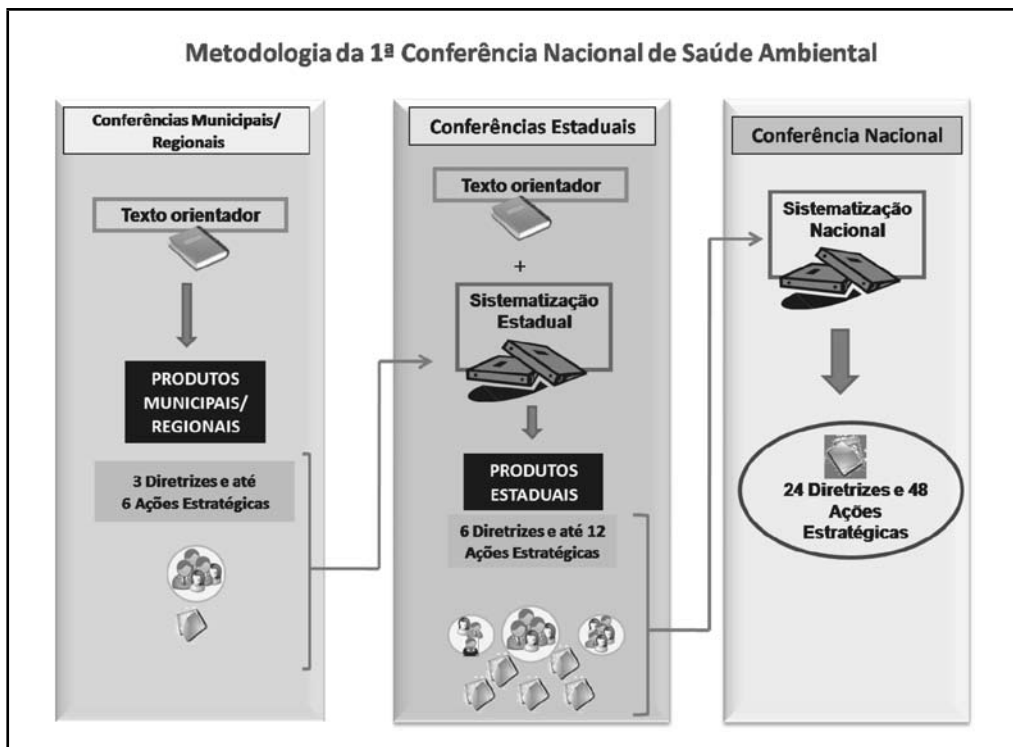 Metodologia da 1ª Conferência Nacional de Saúde Ambiental
Conferências Municipais/
Regionais
Texto orientador
PRODUTOS
MUNICIPAIS/
REGIONAIS
3 Diretrizes e até
6 Ações Estratégicas
Conferências Estaduais
Texto orientador
+
Sistematização
Estadual
PRODUTOS
ESTADUAIS
6 Diretrizes e até 12
Ações Estratégicas
Conferência Nacional
Sistematização
Nacional
24 Diretrizes e 48
Ações
Estratégicas